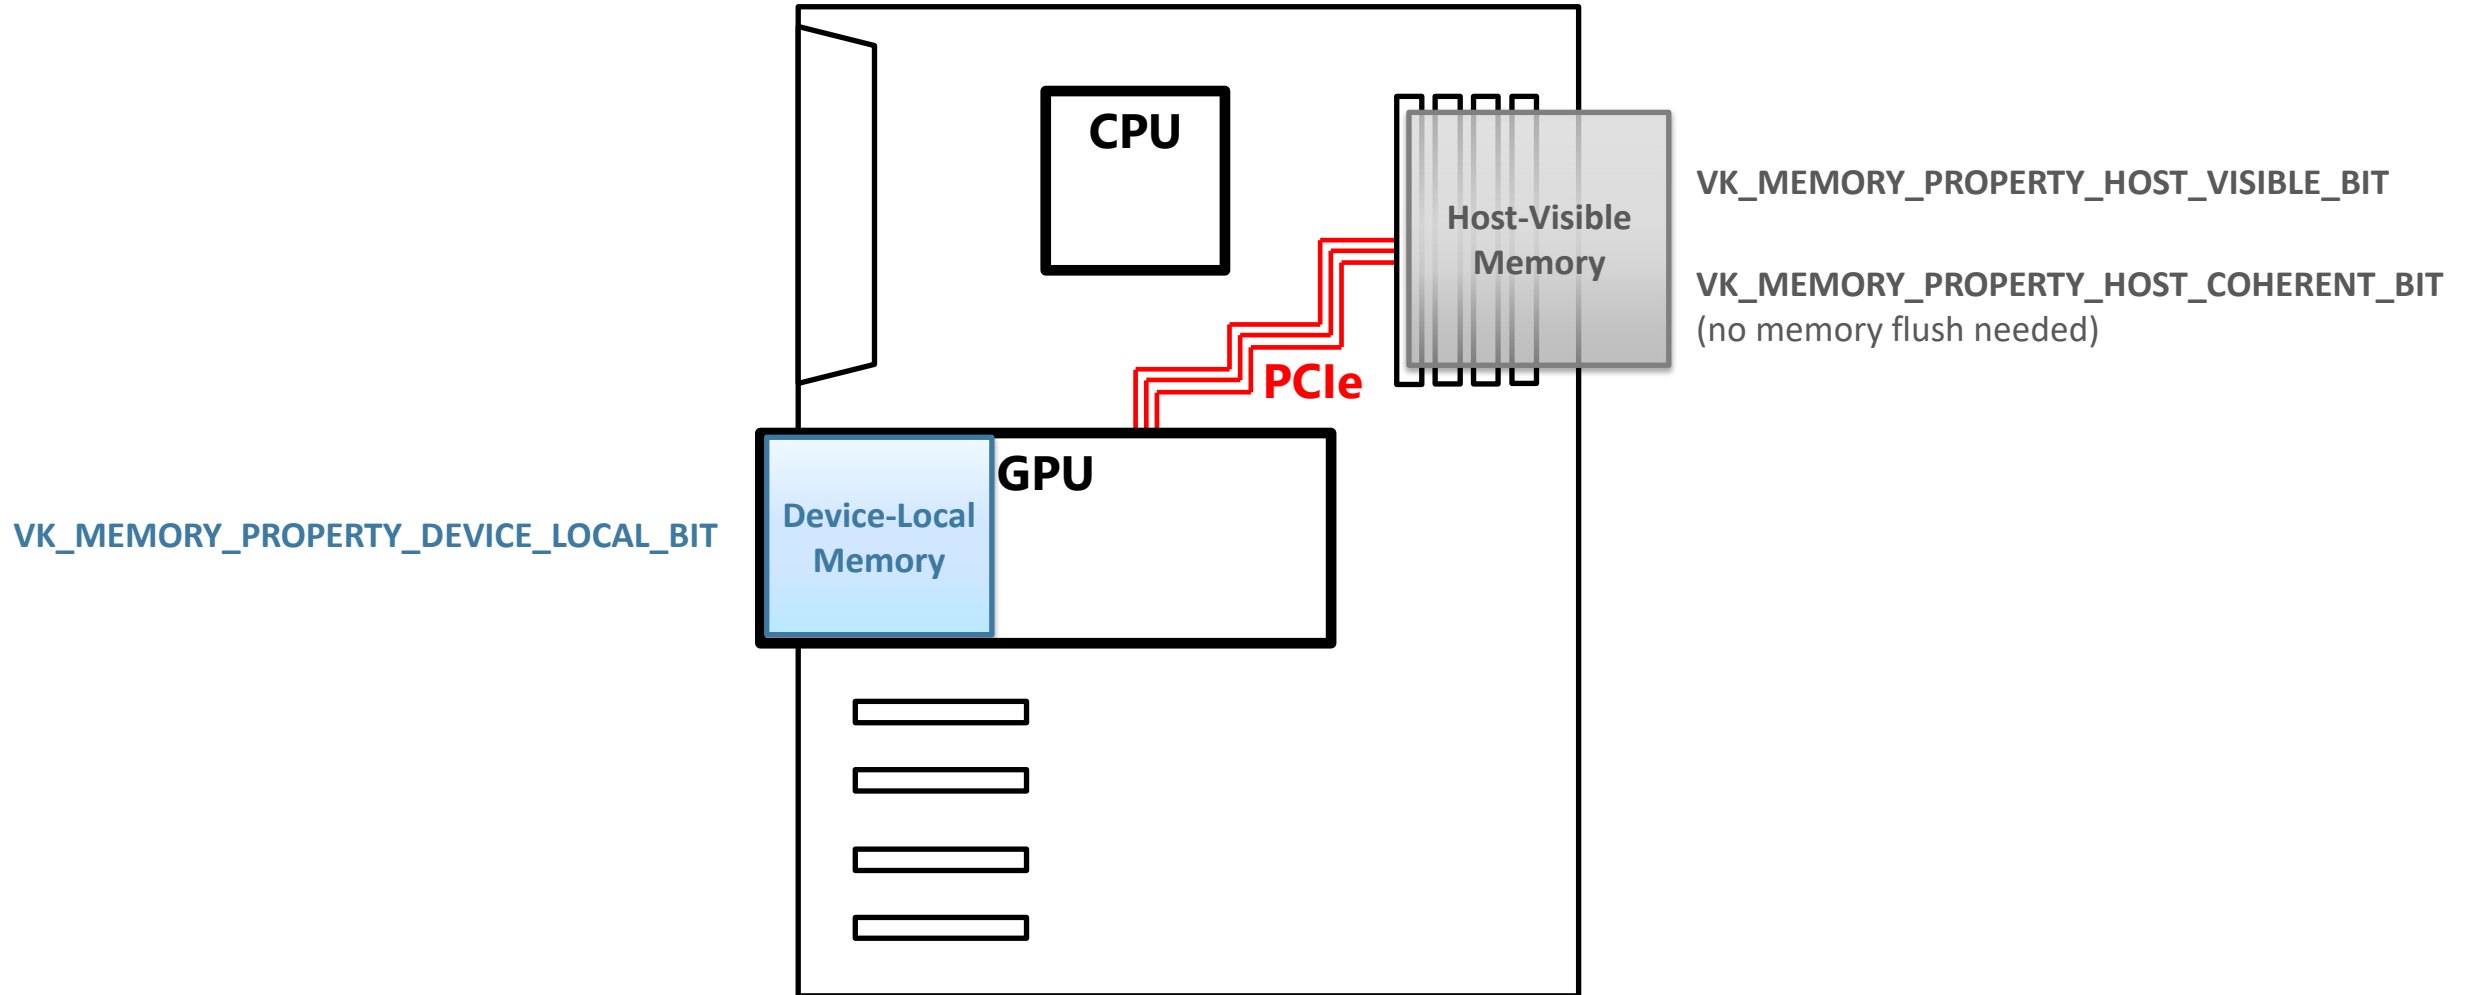 CPU
Host-Visible
Memory
VK_MEMORY_PROPERTY_HOST_VISIBLE_BIT
VK_MEMORY_PROPERTY_HOST_COHERENT_BIT
(no memory flush needed)
PCIe
GPU
Device-Local
Memory
VK_MEMORY_PROPERTY_DEVICE_LOCAL_BIT